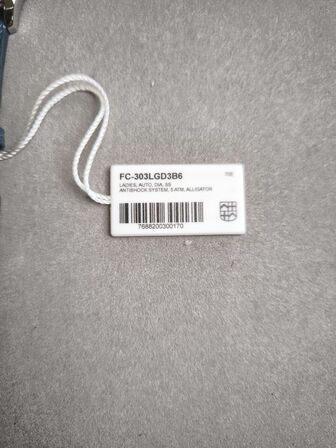 FC-303LGD3B6
LADIES, AUTO, DIA, SS
ANTISHOCK SYSTEM, 5 ATM, ALLIGATOR
7688200300170